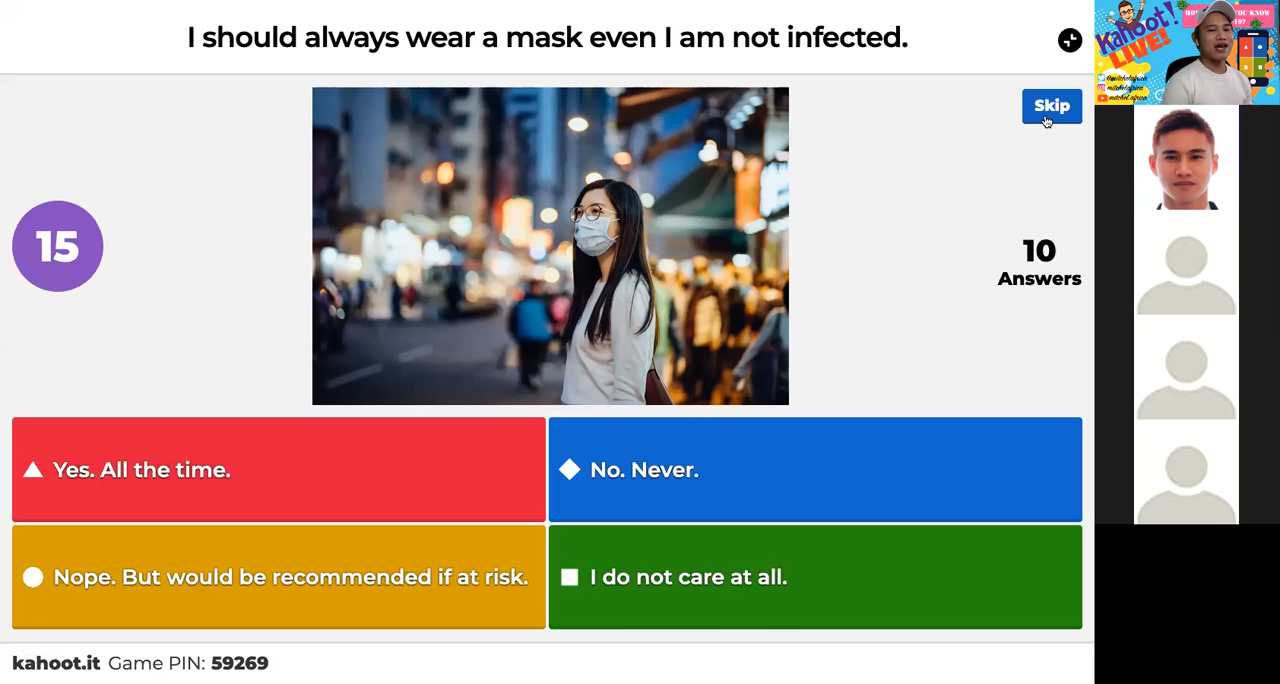 I should always wear a mask even I am not infected.
Skip
15
10
Answers
Yes. All the time.
No. Never.
Nope. But would be recommended if at risk.
I do not care at all.
kahoot.it Game PIN: 59269
Kahoot!
LIVE!
YOU KNOW